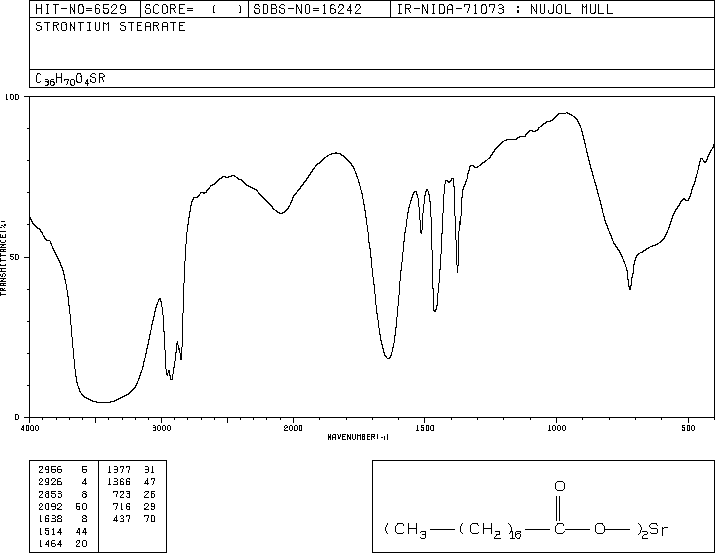 HIT-NO=6529 SCORE= ( ) SDBS-NO=16242 IR-NIDA-71073 : NUJOL MULL
STRONTIUM STEARATE
C36H70O4SR
100
50
0
TRANSMITTANCE(%)
4000 3000 2000 1500 1000 500
WAVENUMBER(-1)
2956 6 1377 31
2926 4 1366 47
2853 8 723 26
2092 60 716 29
1638 8 437 70
1514 44
1464 20
O
(CH3 (CH2)16 C O )2Sr